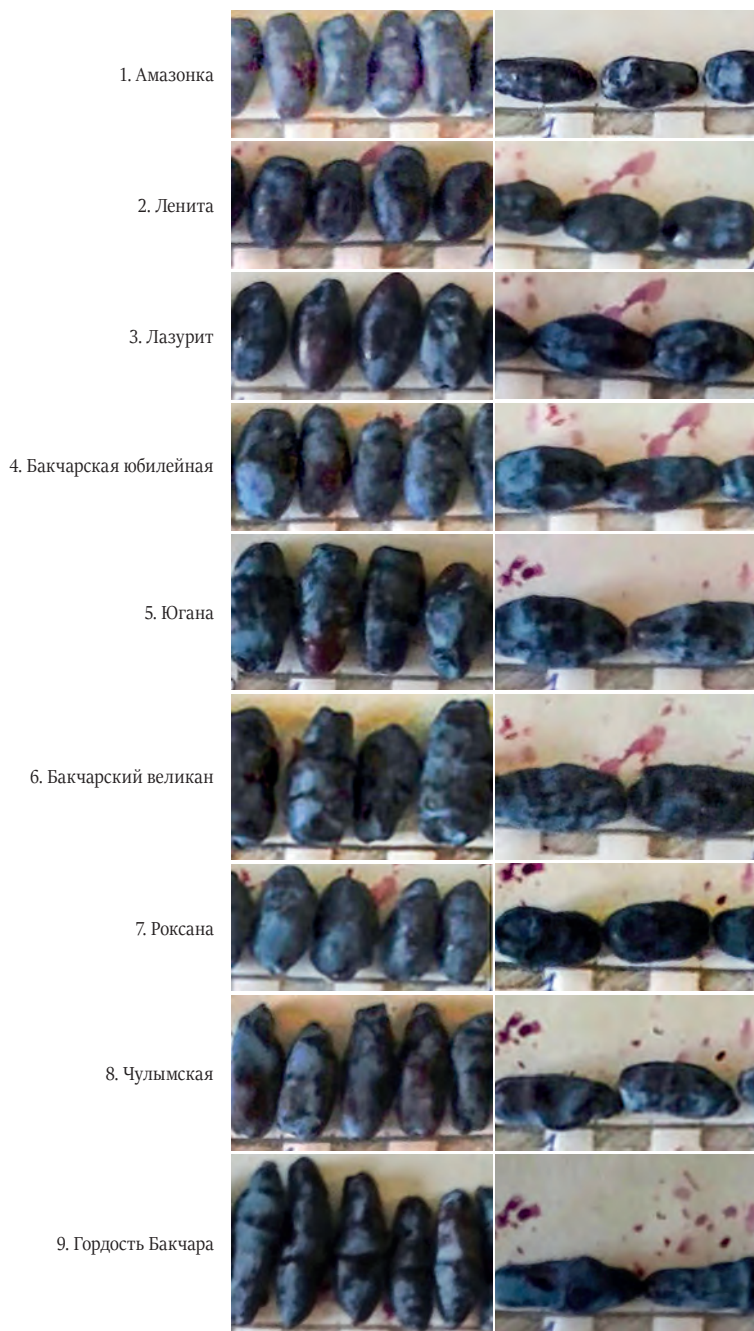 1. Амазонка
2. Ленита
3. Лазурит
4. Бакчарская юбилейная
5. Югана
6. Бакчарский великан
7. Роксана
8. Чулымская
9. Гордость Бакчара